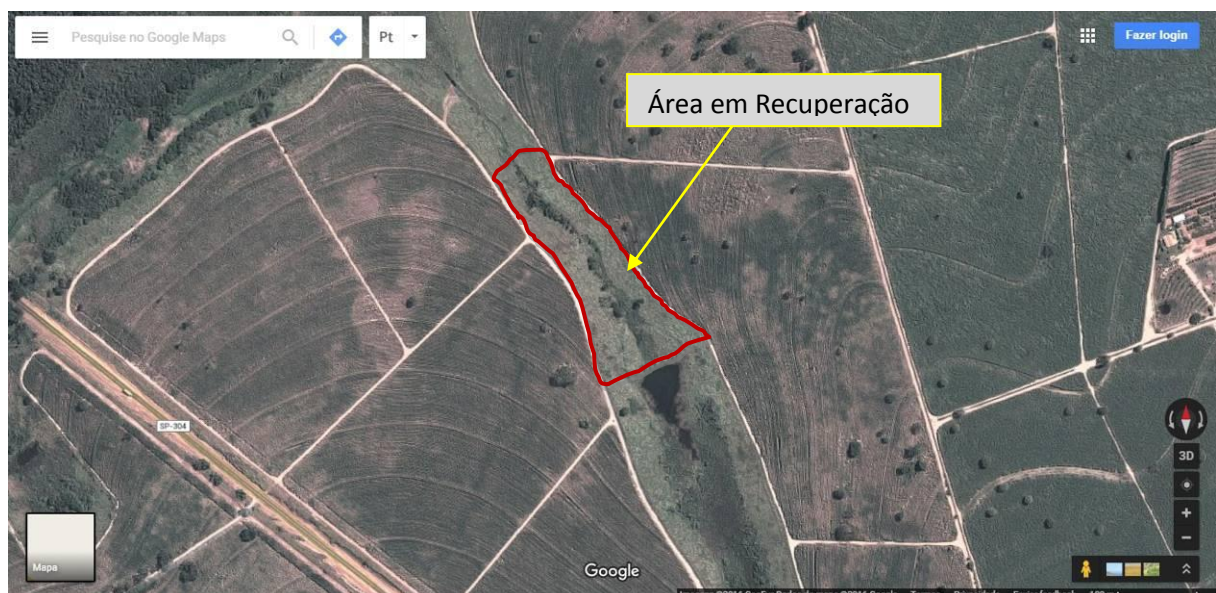 Pesquise no Google Maps
Pt
Fazer login
Área em Recuperação
SP-304
3D
Mapa
Google